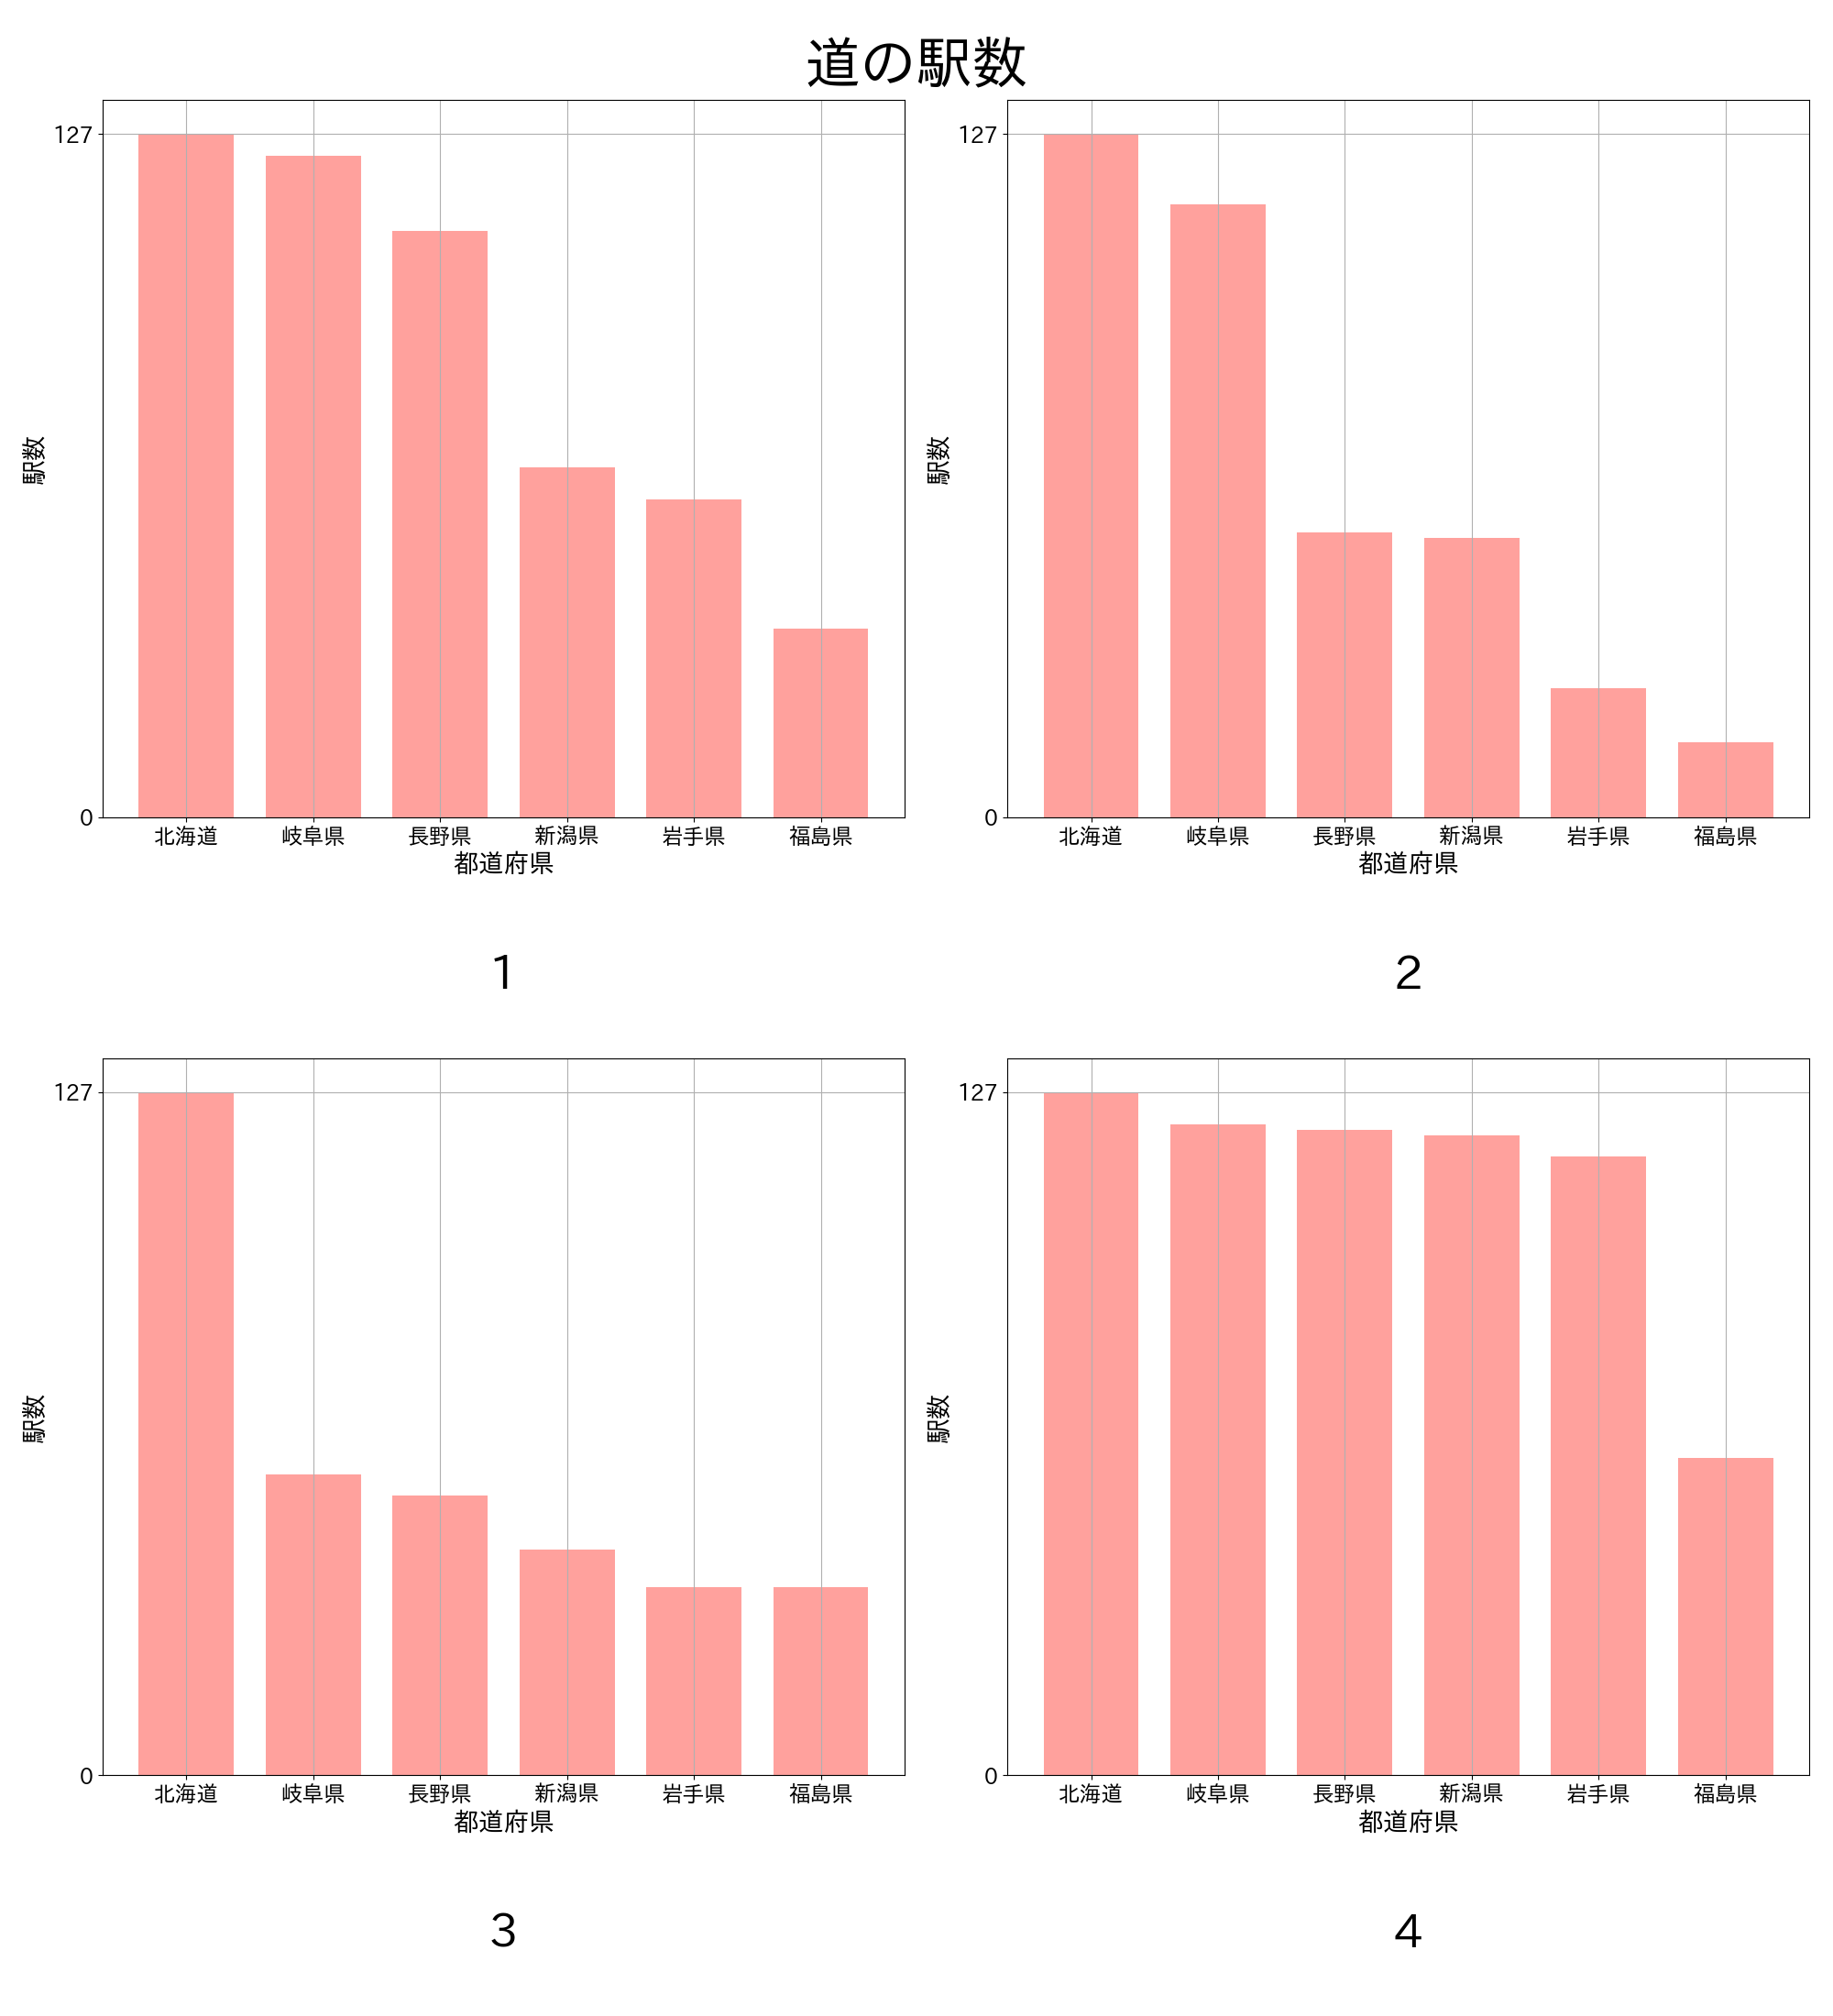 道の駅数
127
駅数
0
北海道 岐阜県 長野県 新潟県 岩手県 福島県
都道府県
1
127
駅数
0
北海道 岐阜県 長野県 新潟県 岩手県 福島県
都道府県
2
127
駅数
0
北海道 岐阜県 長野県 新潟県 岩手県 福島県
都道府県
3
127
駅数
0
北海道 岐阜県 長野県 新潟県 岩手県 福島県
都道府県
4